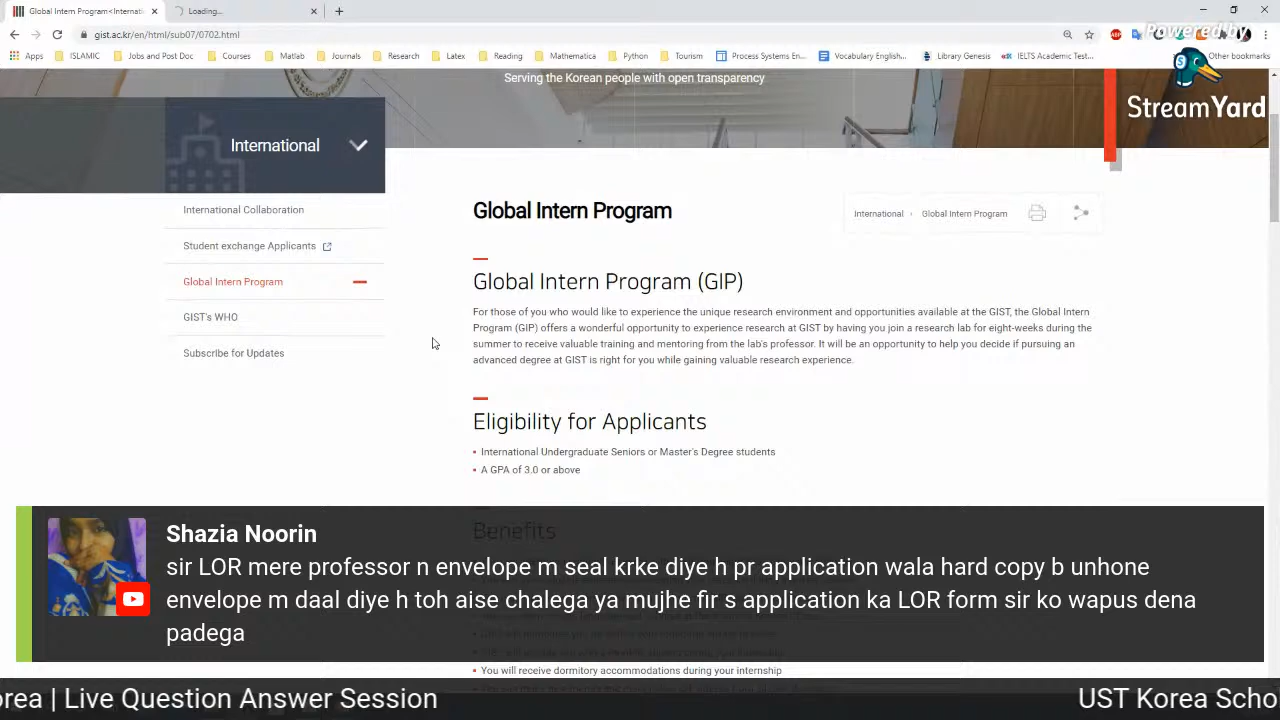 Global Intern Program<Internati
Loading...
gist.ac.kr/en/html/sub07/0702.html
Apps
ISLAMIC
Jobs and Post Doc
Scholarships
Courses
Matlab
Journals
Research
Latex
Reading
Mathematica
Python
Tourism
Process Systems En...
Vocabulary English...
Library Genesis
IELTS Academic Test...
Other bookmarks
Powered by
StreamYard
Serving the Korean people with open transparency
International
International Collaboration
Student exchange Applicants
Global Intern Program
GIST's WHO
Subscribe for Updates
Global Intern Program
International
Global Intern Program
Global Intern Program (GIP)
For those of you who would like to experience the unique research environment and opportunities available at the GIST, the Global Intern
Program (GIP) offers a wonderful opportunity to experience research at GIST by having you join a research lab for eight-weeks during the
summer to receive valuable training and mentoring from the lab's professor. It will be an opportunity to help you decide if pursuing an
advanced degree at GIST is right for you while gaining valuable research experience.
Eligibility for Applicants
International Undergraduate Seniors or Master's Degree students
A GPA of 3.0 or above
Benefits
Shazia Noorin
sir LOR mere professor n envelope m seal krke diye h pr application wala hard copy b unhone
envelope m daal diye h toh aise chalega ya mujhe fir s application ka LOR form sir ko wapus dena
padega
You will receive dormitory accommodations during your internship
orea | Live Question Answer Session
UST Korea Scho